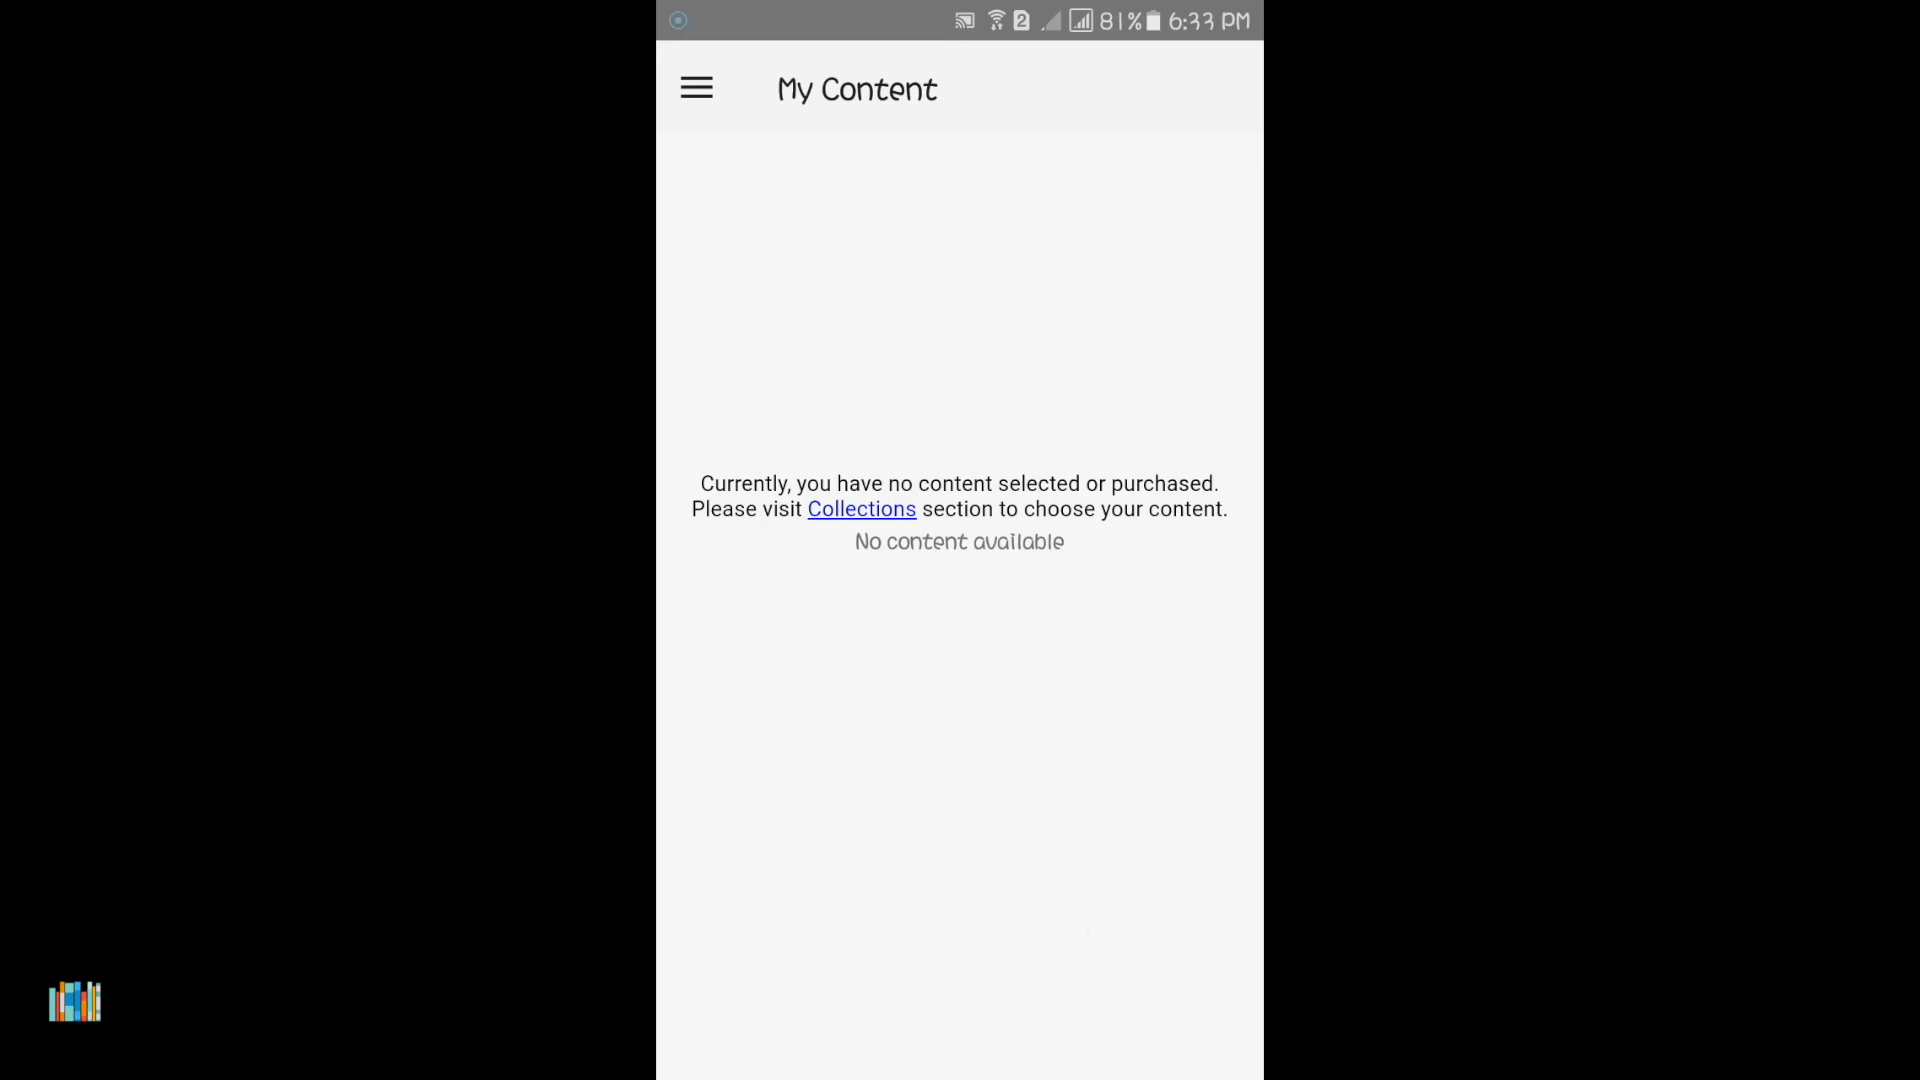 2 81% 6:33 PM
My Content
Currently, you have no content selected or purchased.
Please visit Collections section to choose your content.
No content available